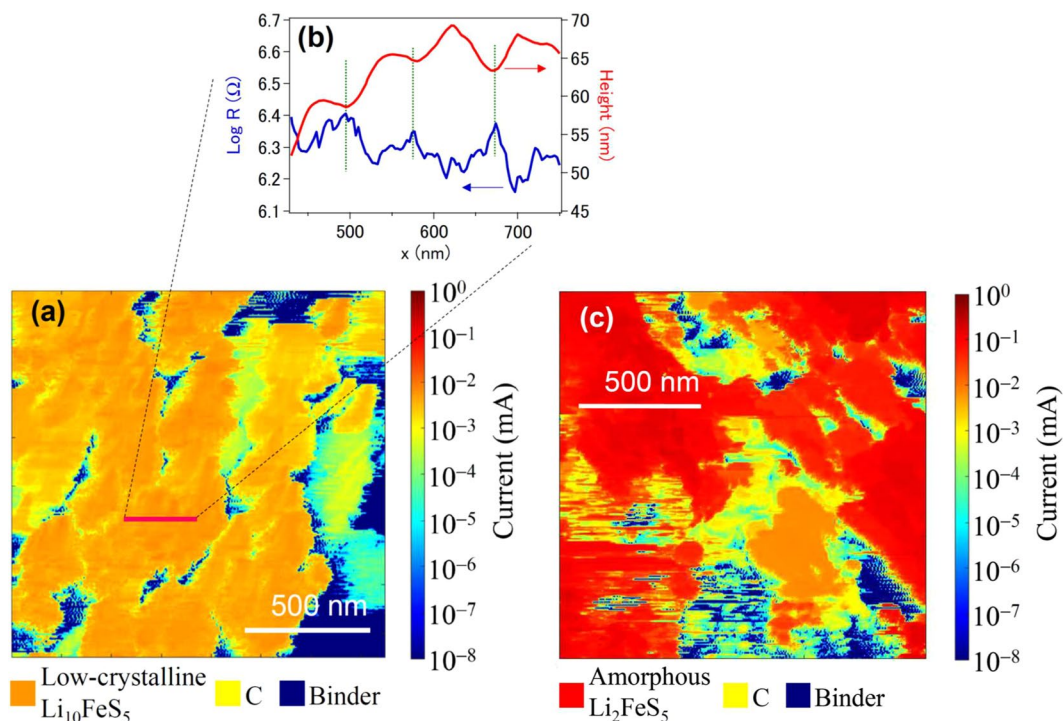 (b)
6.7
6.6
6.5
6.4
6.3
6.2
6.1
Log R (Ω)
70
65
60
55
50
45
Height (nm)
500
600
700
x (nm)
(a)
500 nm
10⁰
10⁻¹
10⁻²
10⁻³
10⁻⁴
10⁻⁵
10⁻⁶
10⁻⁷
10⁻⁸
Current (mA)
Low-crystalline
Li₁₀FeS₅
C
Binder
(c)
500 nm
10⁰
10⁻¹
10⁻²
10⁻³
10⁻⁴
10⁻⁵
10⁻⁶
10⁻⁷
10⁻⁸
Current (mA)
Amorphous
Li₂FeS₅
C
Binder